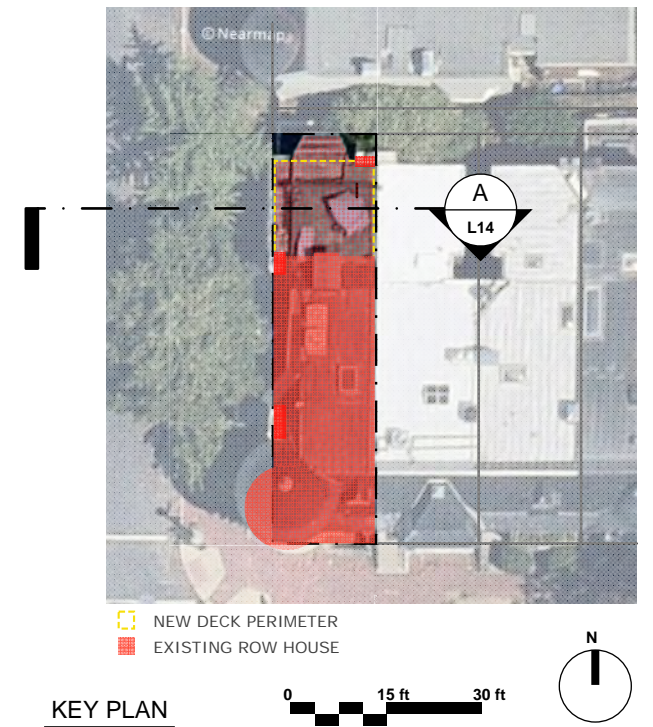 ©Nearmap
A
L14
NEW DECK PERIMETER
EXISTING ROW HOUSE
N
0 15 ft 30 ft
KEY PLAN